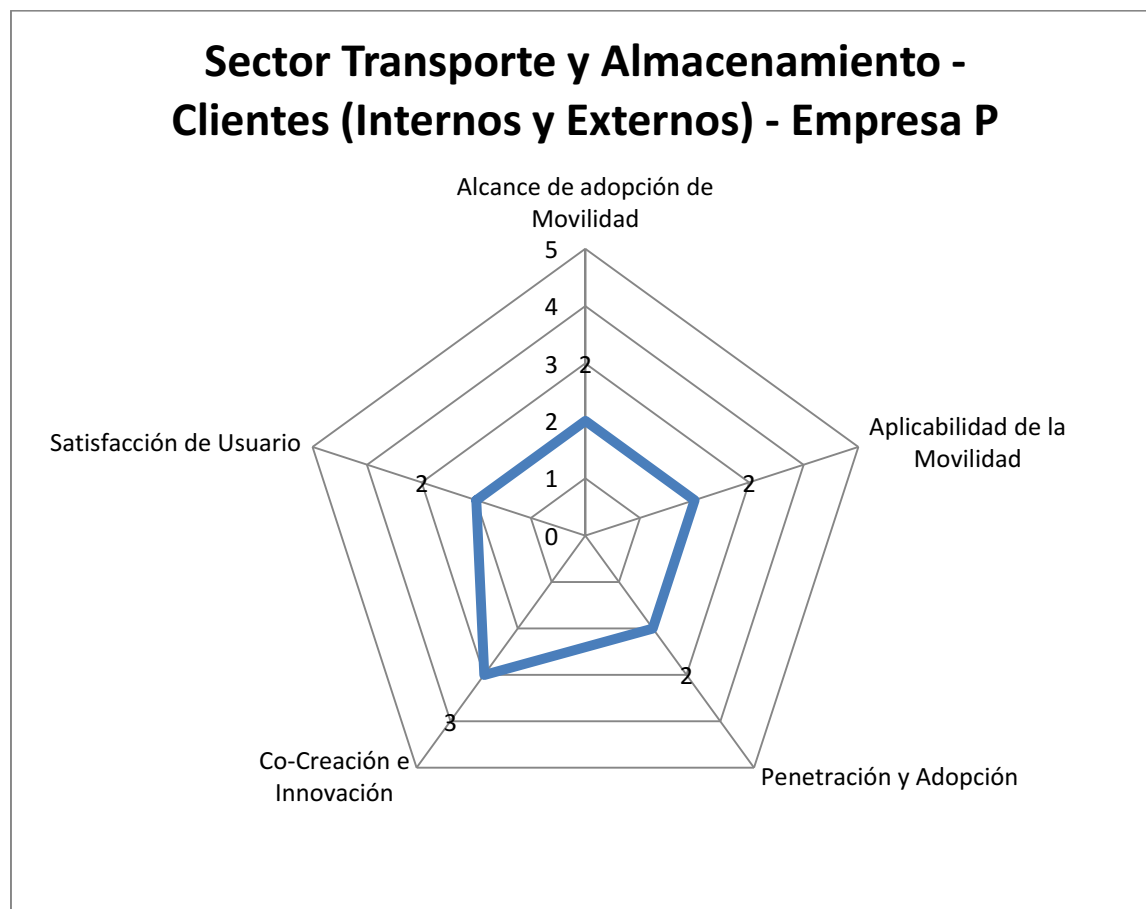 Sector Transporte y Almacenamiento -
Clientes (Internos y Externos) - Empresa P
Alcance de adopción de
Movilidad
5
4
3
2
2
1
0
Aplicabilidad de la
Movilidad
2
Satisfacción de Usuario
2
2
3
Co-Creación e
Innovación
Penetración y Adopción